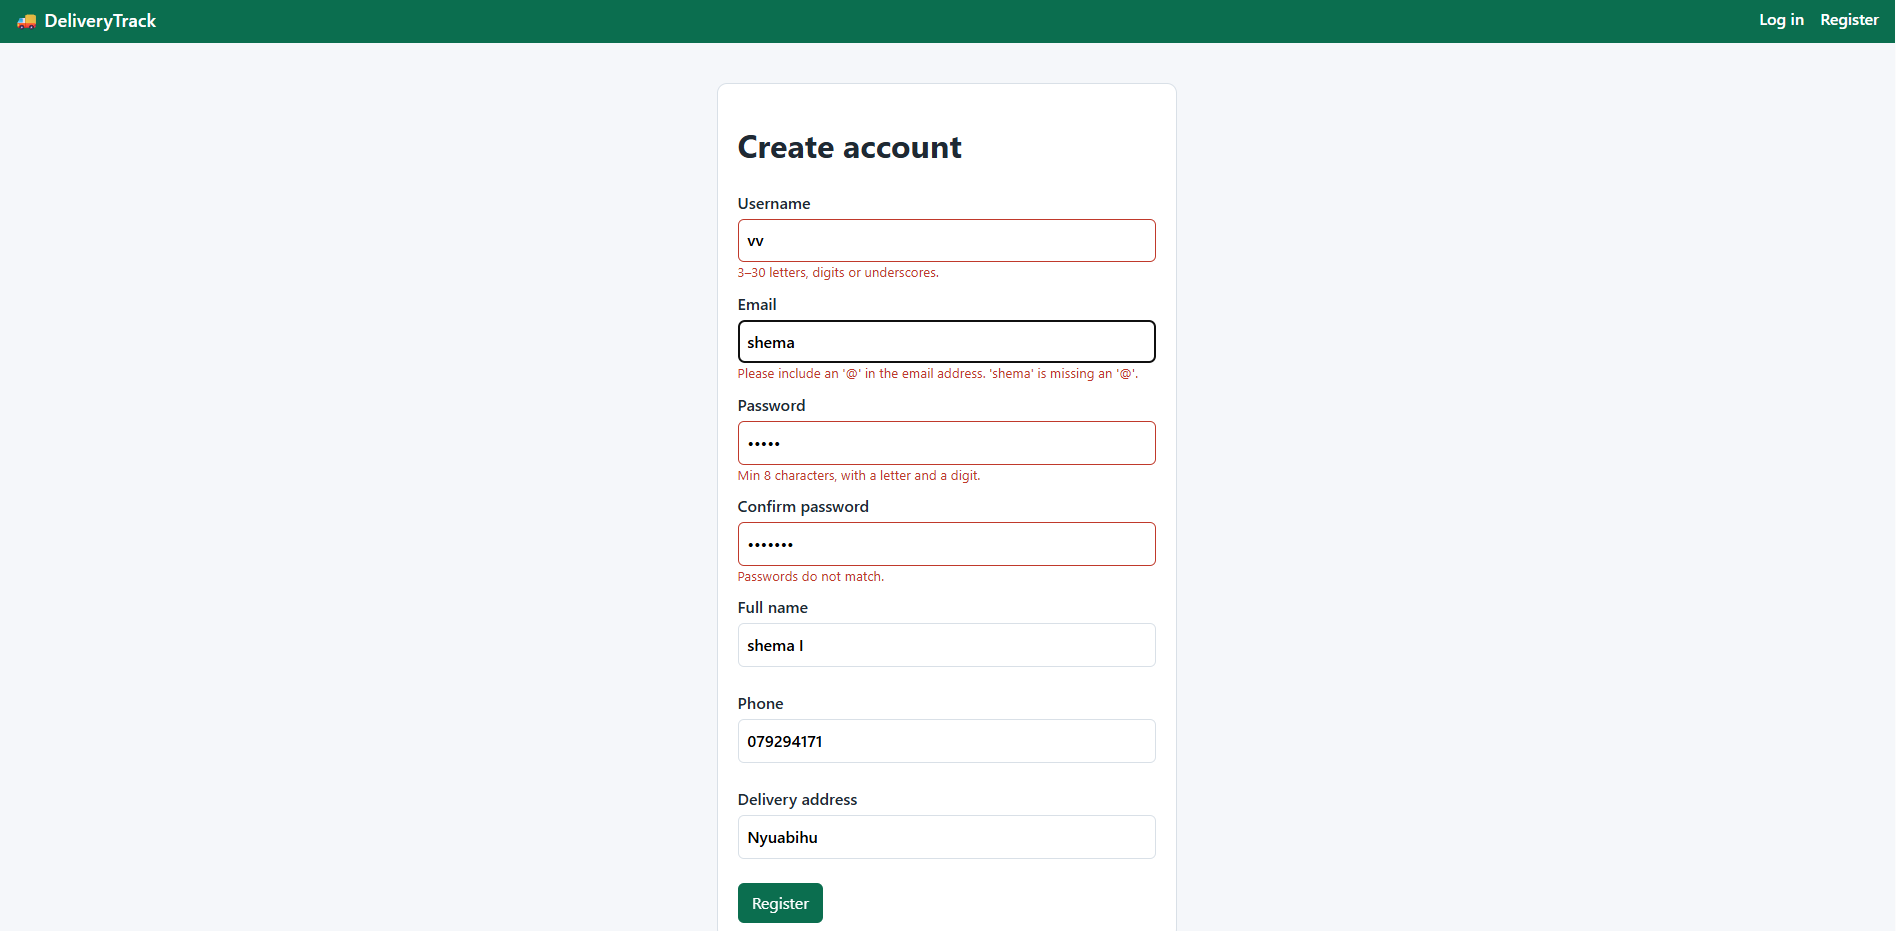 DeliveryTrack
Log in
Register
Create account
Username
vv
3–30 letters, digits or underscores.
Email
shema
Please include an '@' in the email address. 'shema' is missing an '@'.
Password
•••••
Min 8 characters, with a letter and a digit.
Confirm password
•••••••
Passwords do not match.
Full name
shema I
Phone
079294171
Delivery address
Nyuabihu
Register